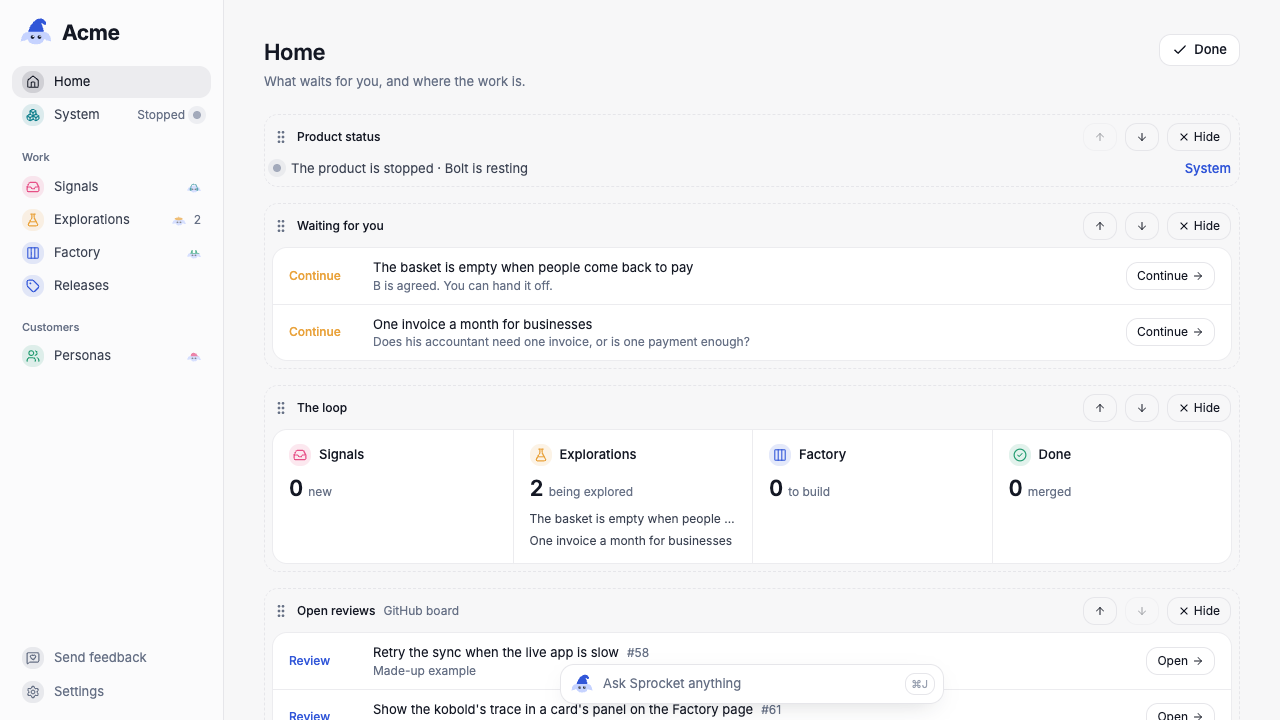 Acme
Home
System Stopped
Work
Signals
Explorations 2
Factory
Releases
Customers
Personas
Send feedback
Settings
Home
Done
What waits for you, and where the work is.
Product status
Hide
The product is stopped · Bolt is resting
System
Waiting for you
Hide
Continue
The basket is empty when people come back to pay
B is agreed. You can hand it off.
Continue
Continue
One invoice a month for businesses
Does his accountant need one invoice, or is one payment enough?
Continue
The loop
Hide
Signals
0 new
Explorations
2 being explored
The basket is empty when people ...
One invoice a month for businesses
Factory
0 to build
Done
0 merged
Open reviews GitHub board
Hide
Review
Retry the sync when the live app is slow #58
Made-up example
Open
Ask Sprocket anything ⌘J
Review
Show the kobold's trace in a card's panel on the Factory page #61
Open